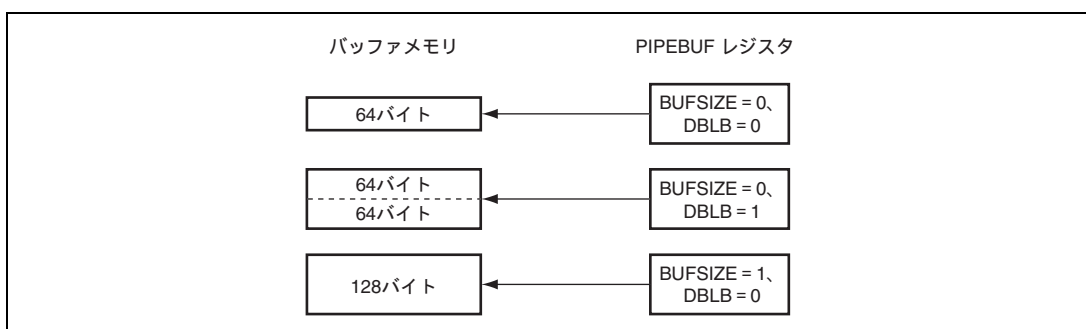 バッファメモリ
PIPEBUF レジスタ
64バイト
BUFSIZE = 0、
DBLB = 0
64バイト
64バイト
BUFSIZE = 0、
DBLB = 1
128バイト
BUFSIZE = 1、
DBLB = 0